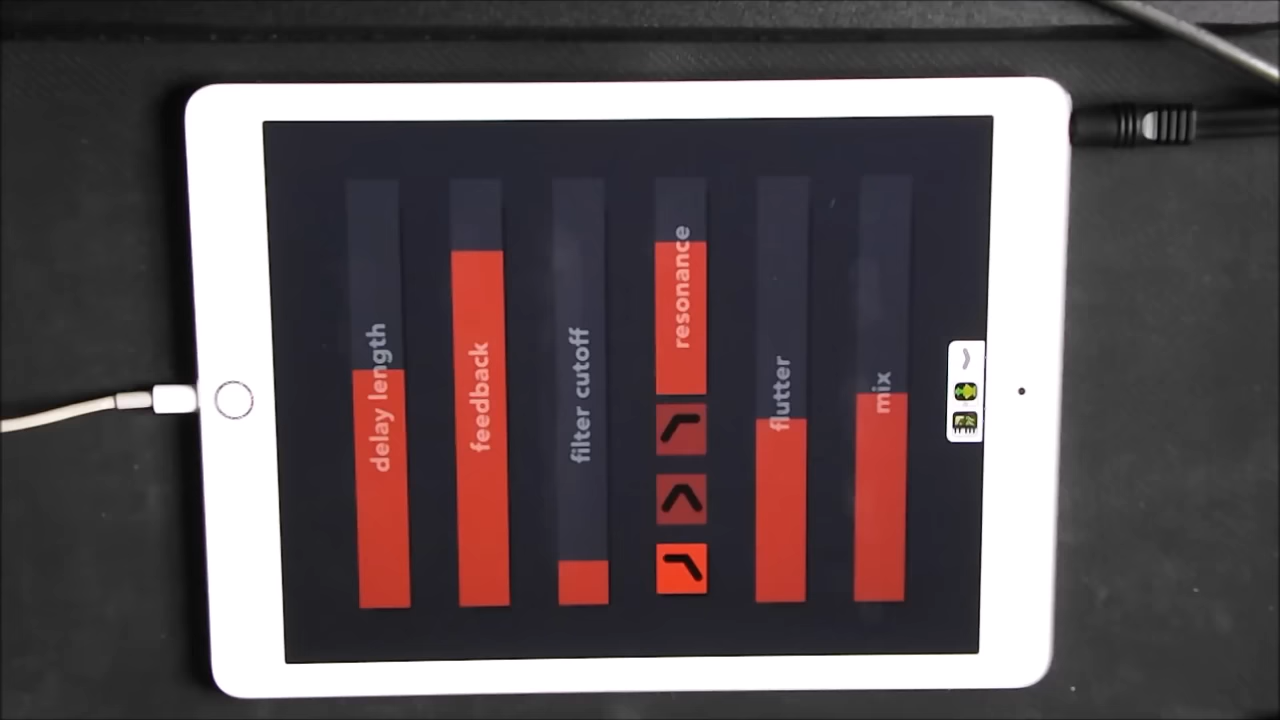 delay length
feedback
filter cutoff
resonance
flutter
mix